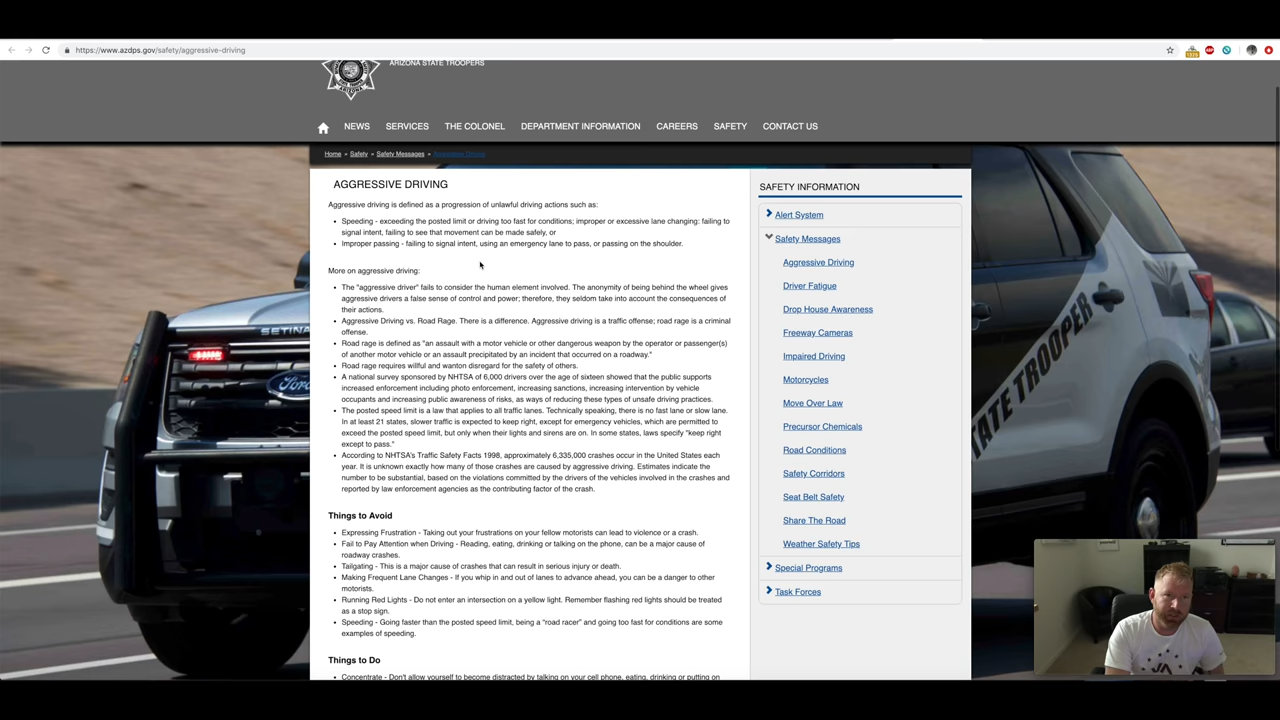 https://www.azdps.gov/safety/aggressive-driving
ARIZONA STATE TROOPERS
NEWS SERVICES THE COLONEL DEPARTMENT INFORMATION CAREERS SAFETY CONTACT US
Home » Safety » Safety Messages » Aggressive Driving
AGGRESSIVE DRIVING
Aggressive driving is defined as a progression of unlawful driving actions such as:
• Speeding - exceeding the posted limit or driving too fast for conditions; improper or excessive lane changing: failing to
signal intent, failing to see that movement can be made safely, or
• Improper passing - failing to signal intent, using an emergency lane to pass, or passing on the shoulder.
More on aggressive driving:
• The "aggressive driver" fails to consider the human element involved. The anonymity of being behind the wheel gives
aggressive drivers a false sense of control and power; therefore, they seldom take into account the consequences of
their actions.
• Aggressive Driving vs. Road Rage. There is a difference. Aggressive driving is a traffic offense; road rage is a criminal
offense.
• Road rage is defined as "an assault with a motor vehicle or other dangerous weapon by the operator or passenger(s)
of another motor vehicle or an assault precipitated by an incident that occurred on a roadway."
• Road rage requires willful and wanton disregard for the safety of others.
• A national survey sponsored by NHTSA of 6,000 drivers over the age of sixteen showed that the public supports
increased enforcement including photo enforcement, increasing sanctions, increasing intervention by vehicle
occupants and increasing public awareness of risks, as ways of reducing these types of unsafe driving practices.
• The posted speed limit is a law that applies to all traffic lanes. Technically speaking, there is no fast lane or slow lane.
In at least 21 states, slower traffic is expected to keep right, except for emergency vehicles, which are permitted to
exceed the posted speed limit, but only when their lights and sirens are on. In some states, laws specify "keep right
except to pass."
• According to NHTSA's Traffic Safety Facts 1998, approximately 6,335,000 crashes occur in the United States each
year. It is unknown exactly how many of those crashes are caused by aggressive driving. Estimates indicate the
number to be substantial, based on the violations committed by the drivers of the vehicles involved in the crashes and
reported by law enforcement agencies as the contributing factor of the crash.
Things to Avoid
• Expressing Frustration - Taking out your frustrations on your fellow motorists can lead to violence or a crash.
• Fail to Pay Attention when Driving - Reading, eating, drinking or talking on the phone, can be a major cause of
roadway crashes.
• Tailgating - This is a major cause of crashes that can result in serious injury or death.
• Making Frequent Lane Changes - If you whip in and out of lanes to advance ahead, you can be a danger to other
motorists.
• Running Red Lights - Do not enter an intersection on a yellow light. Remember flashing red lights should be treated
as a stop sign.
• Speeding - Going faster than the posted speed limit, being a "road racer" and going too fast for conditions are some
examples of speeding.
Things to Do
• Concentrate - Don't allow yourself to become distracted by talking on your cell phone, eating, drinking or putting on
SAFETY INFORMATION
Alert System
Safety Messages
Aggressive Driving
Driver Fatigue
Drop House Awareness
Freeway Cameras
Impaired Driving
Motorcycles
Move Over Law
Precursor Chemicals
Road Conditions
Safety Corridors
Seat Belt Safety
Share The Road
Weather Safety Tips
Special Programs
Task Forces
SETINA
Ford
STATE TROOPER